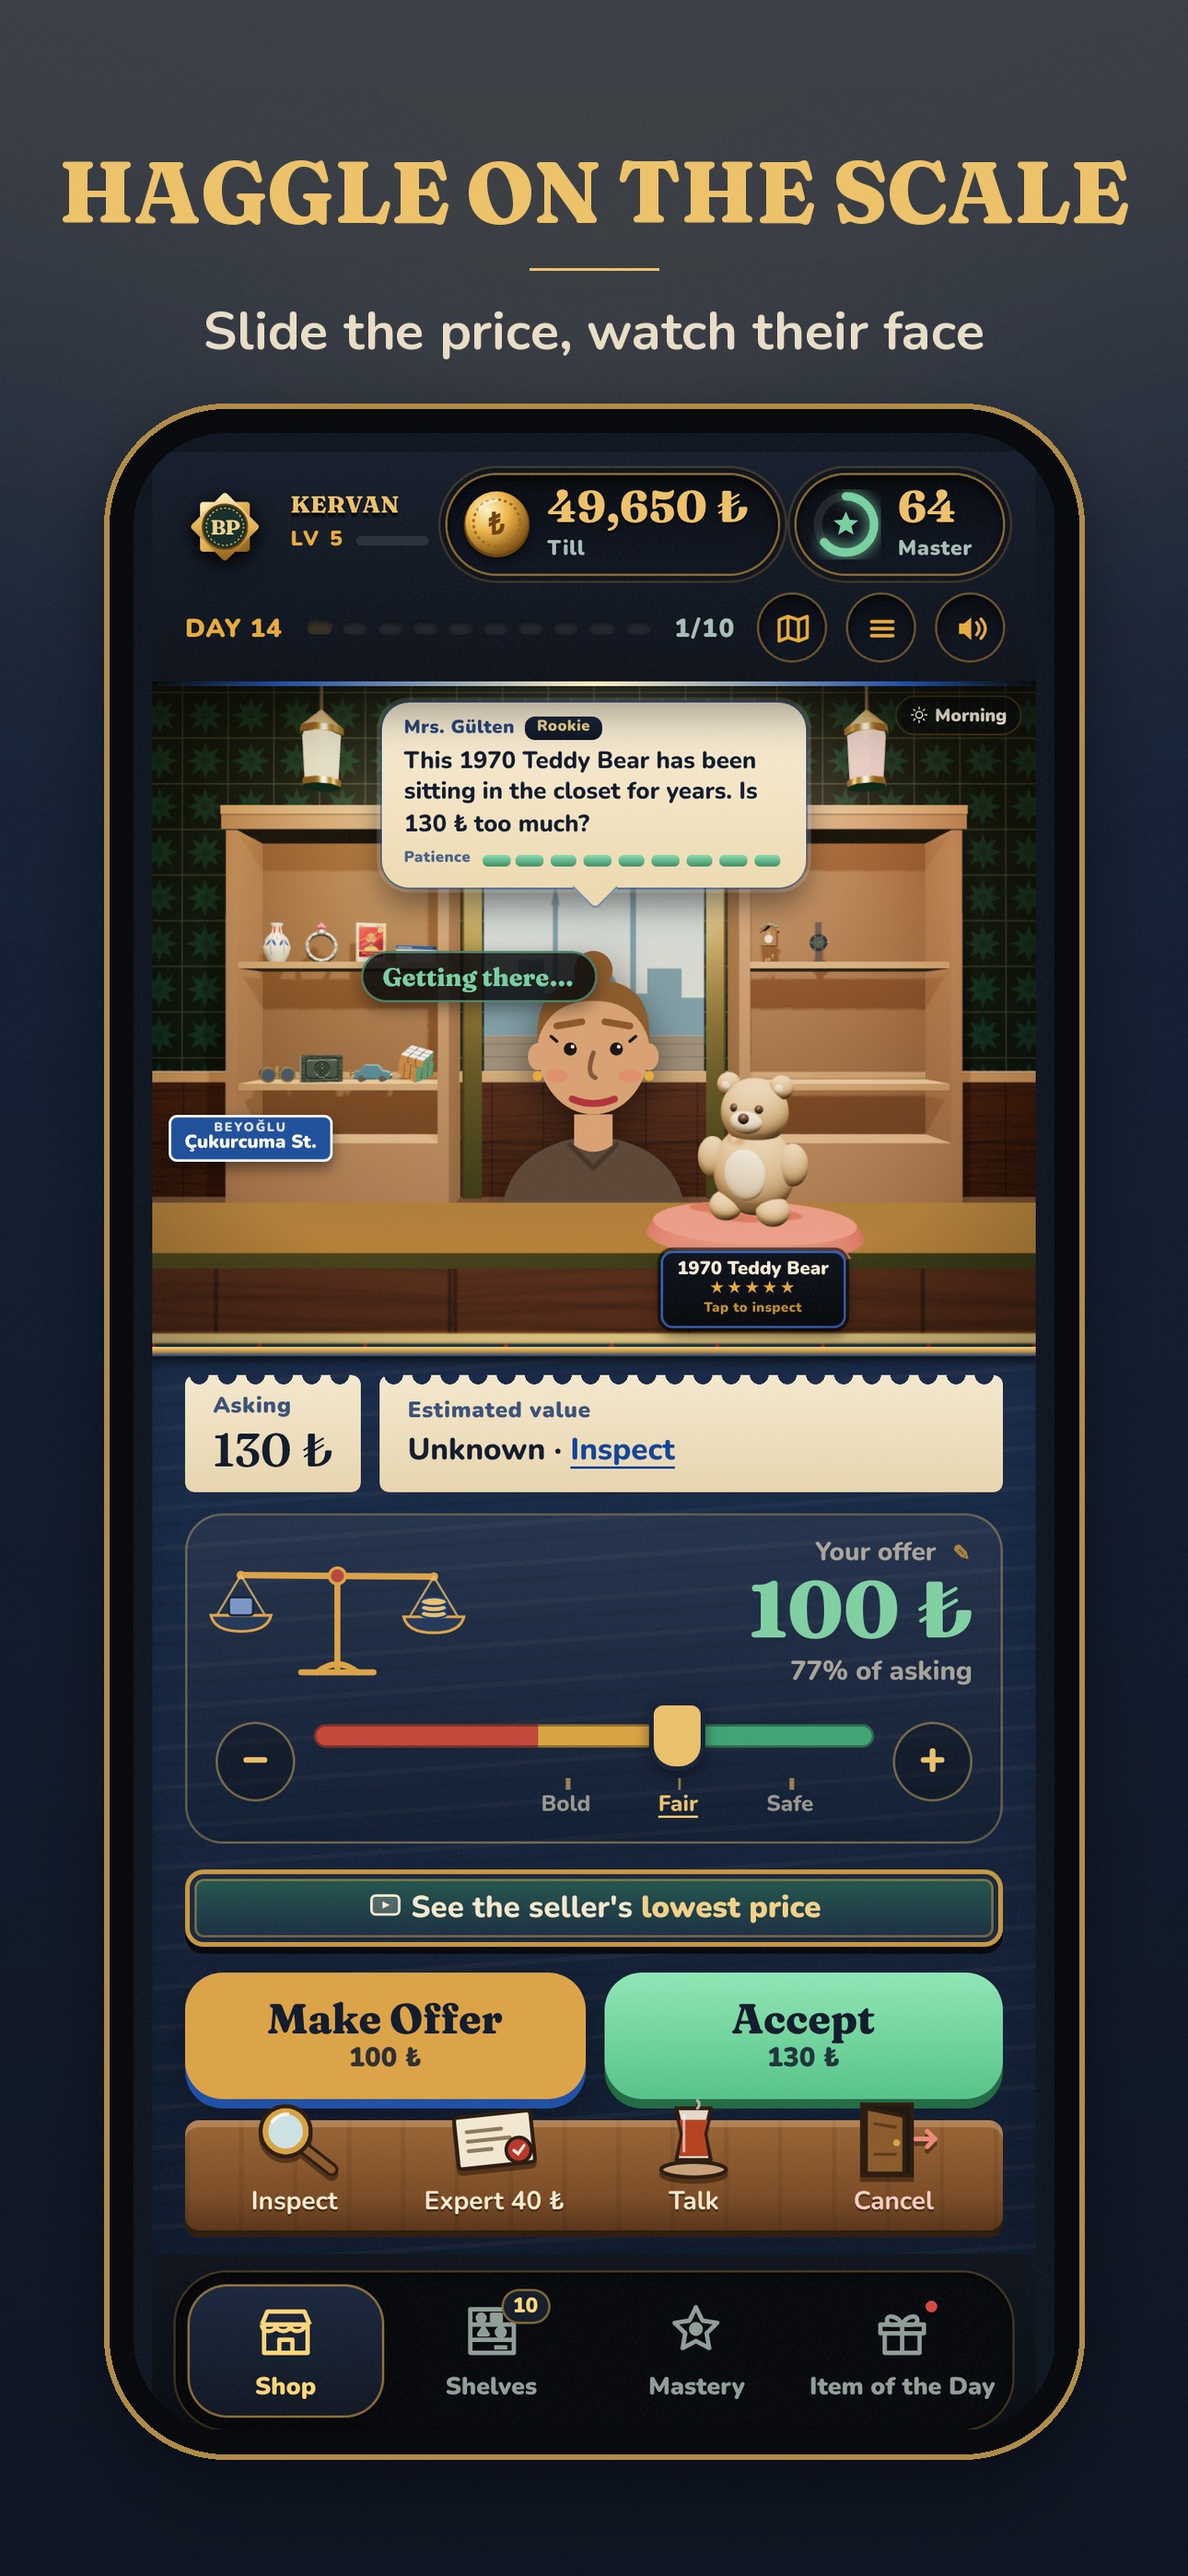 HAGGLE ON THE SCALE
Slide the price, watch their face
BP
KERVAN
LV 5
49,650 ₺
Till
64
Master
DAY 14
1/10
Morning
Mrs. Gülten Rookie
This 1970 Teddy Bear has been
sitting in the closet for years. Is
130 ₺ too much?
Patience
Getting there...
BEYOĞLU
Çukurcuma St.
1970 Teddy Bear
★★★★★
Tap to inspect
Asking
130 ₺
Estimated value
Unknown · Inspect
Your offer ✎
100 ₺
77% of asking
− +
Bold Fair Safe
See the seller's lowest price
Make Offer
100 ₺
Accept
130 ₺
Inspect
Expert 40 ₺
Talk
Cancel
10
Shop
Shelves
Mastery
Item of the Day